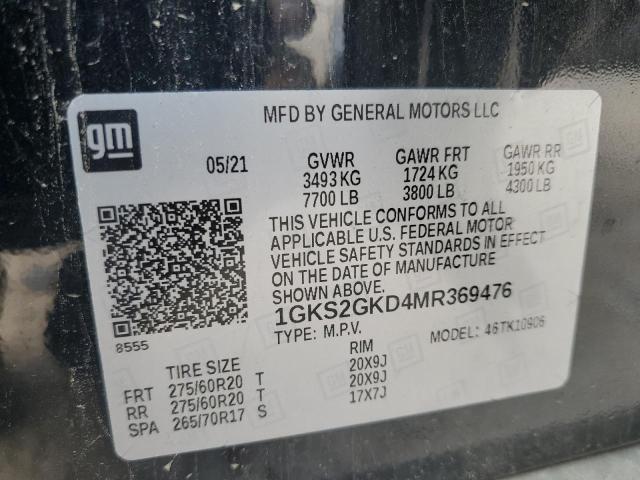 MFD BY GENERAL MOTORS LLC
gm
05/21 GVWR GAWR FRT GAWR RR
3493 KG 1724 KG 1950 KG
7700 LB 3800 LB 4300 LB
THIS VEHICLE CONFORMS TO ALL
APPLICABLE U.S. FEDERAL MOTOR
VEHICLE SAFETY STANDARDS IN EFFECT
ON THE DATE OF MANUFACTURE
SHOWN ABOVE.
1GKS2GKD4MR369476
8555 TYPE: M.P.V. MODEL: 46TK10906
TIRE SIZE RIM
FRT 275/60R20 T 20X9J
RR 275/60R20 T 20X9J
SPA 265/70R17 S 17X7J